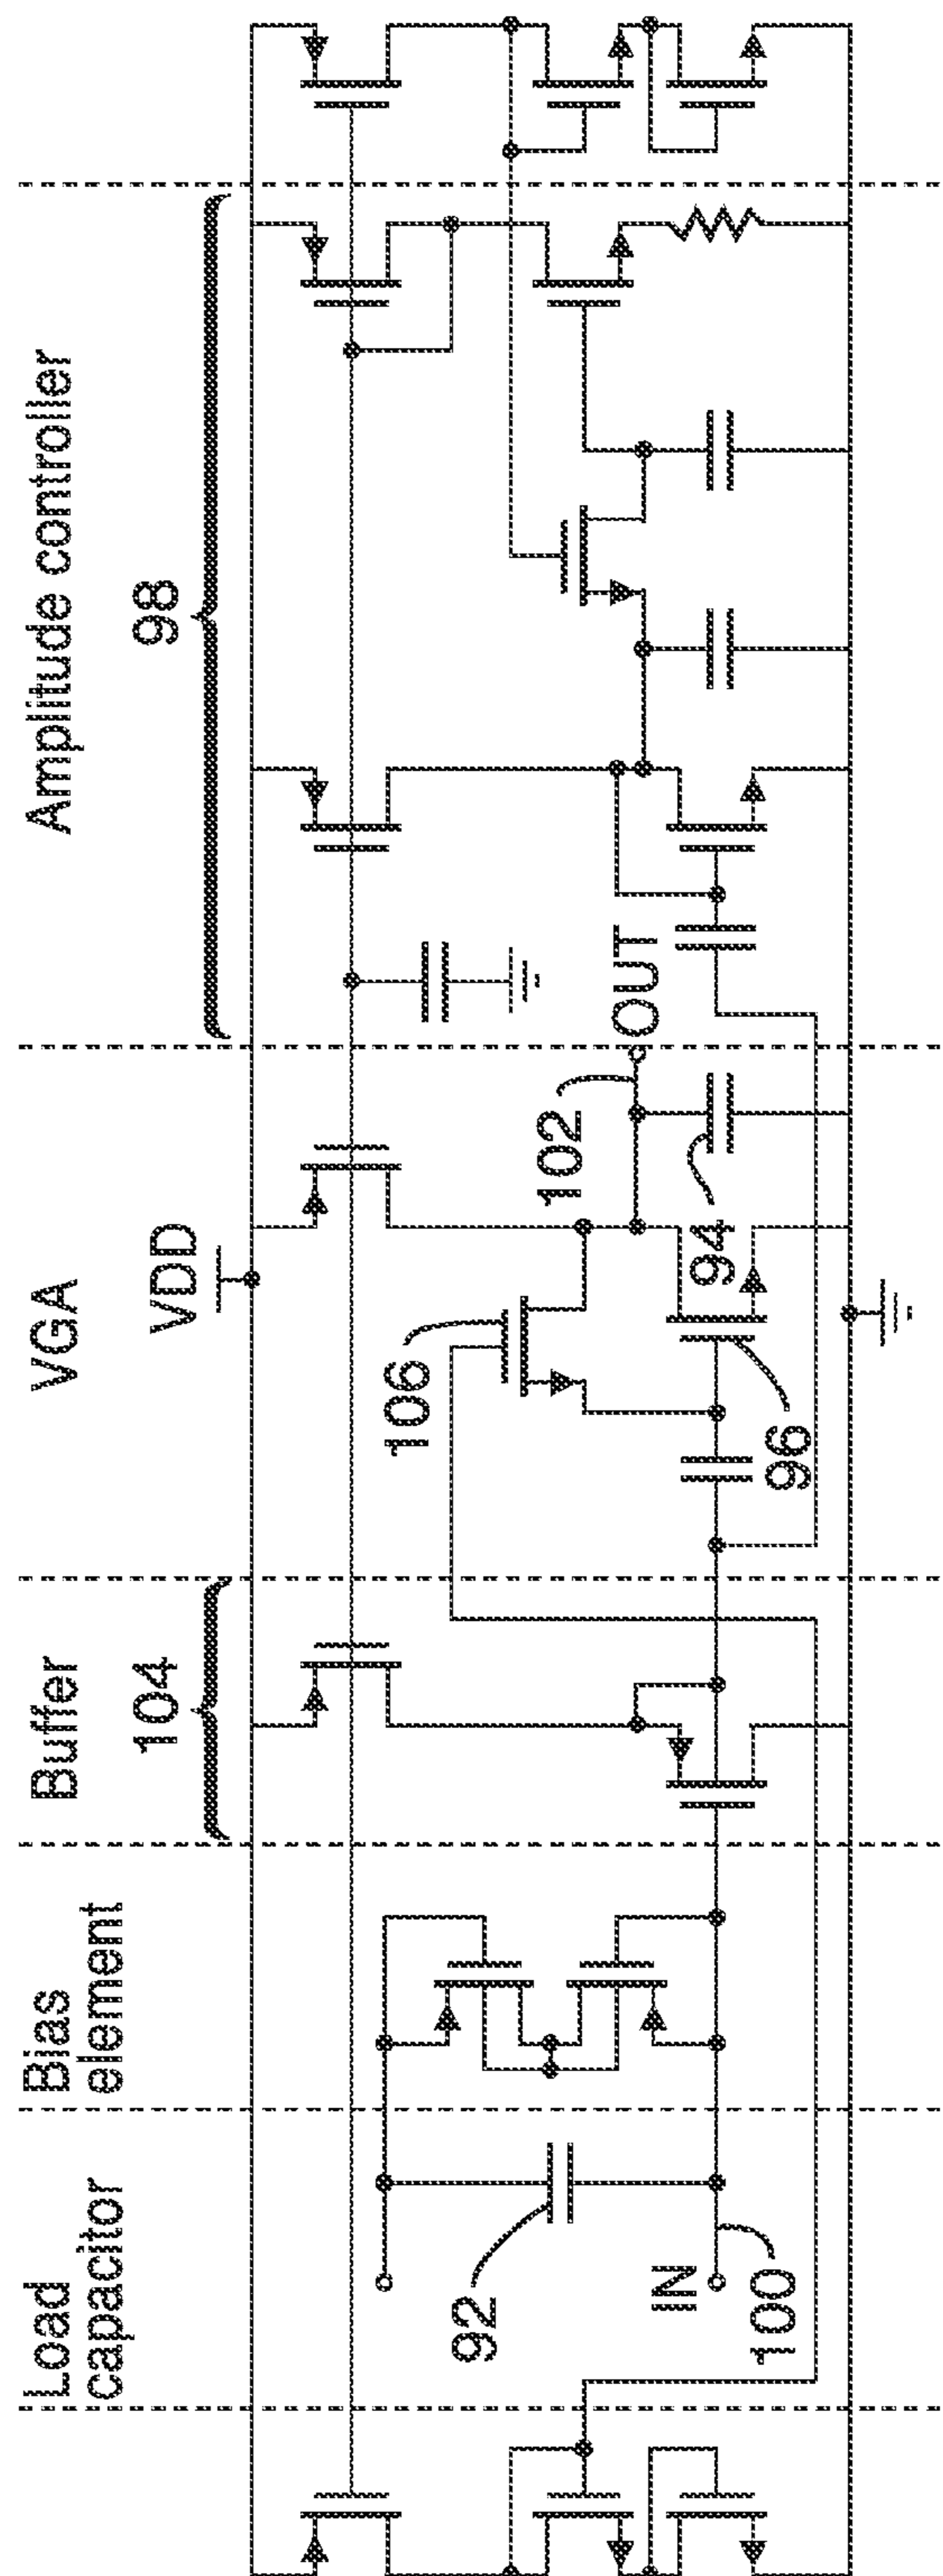 Load
capacitor
Bias
element
Buffer
VGA
Amplitude controller
104
98
VDD
92
106
102
IN
100
96
94
OUT